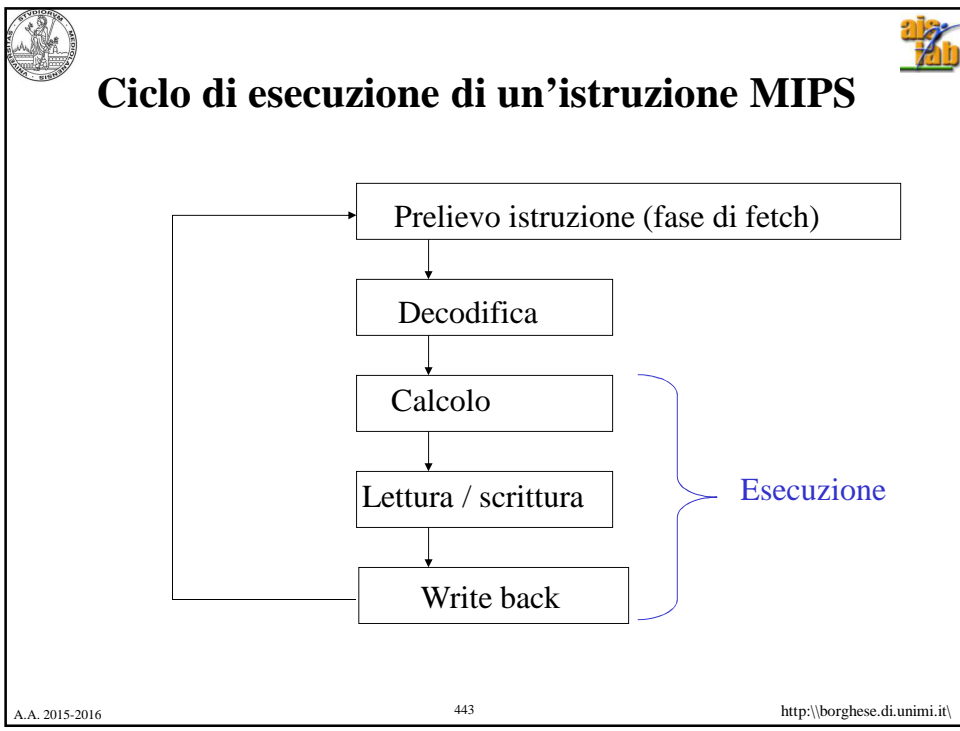 Ciclo di esecuzione di un’istruzione MIPS
Prelievo istruzione (fase di fetch)
Decodifica
Calcolo
Lettura / scrittura
Esecuzione
Write back
A.A. 2015-2016
443
http:\\borghese.di.unimi.it\